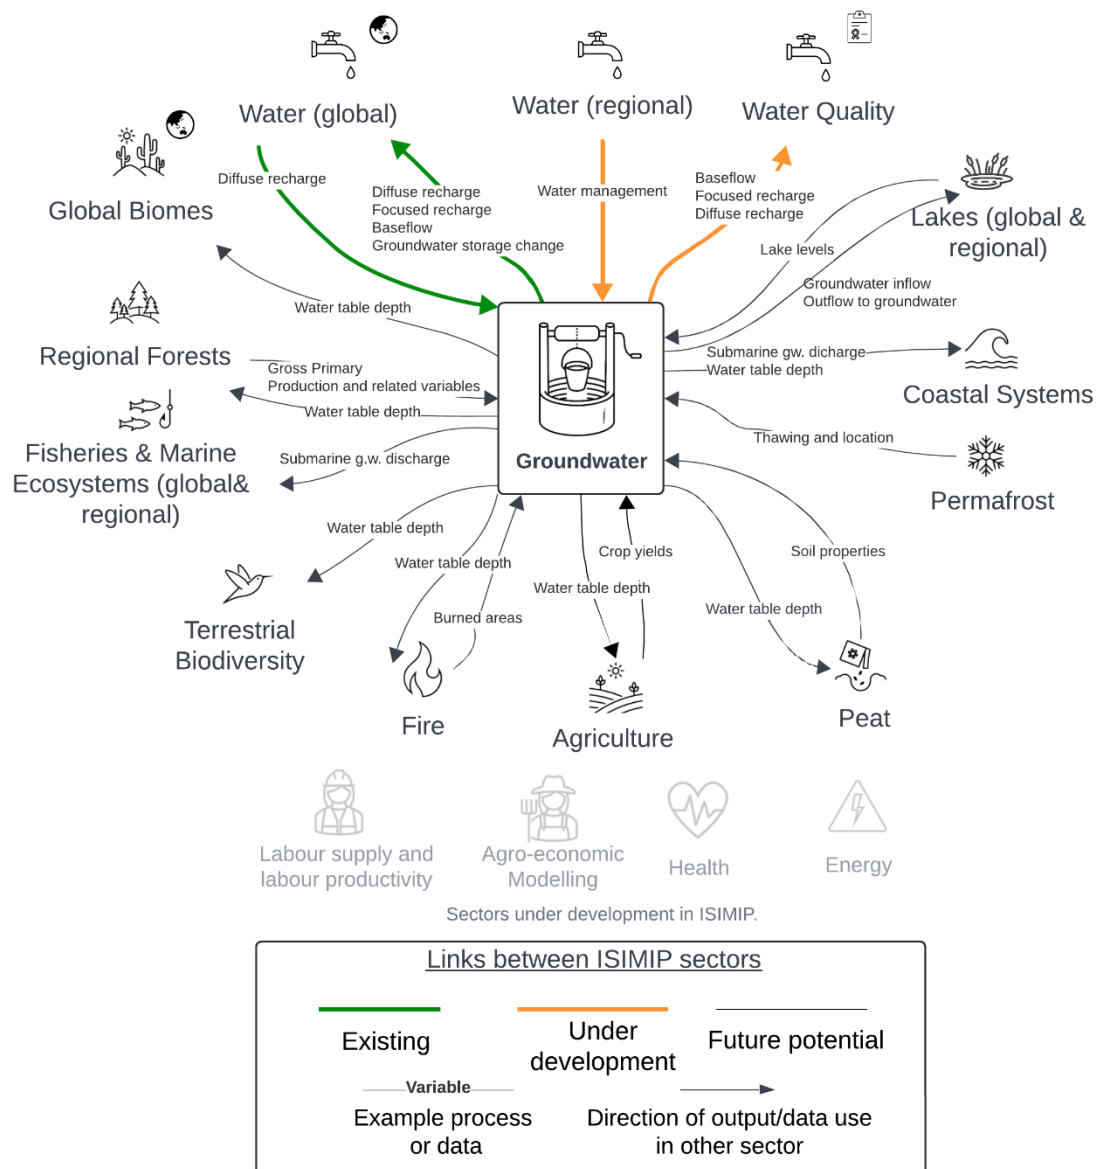 Water (global)
Water (regional)
Water Quality
Global Biomes
Diffuse recharge
Diffuse recharge
Focused recharge
Baseflow
Groundwater storage change
Water management
Baseflow
Focused recharge
Diffuse recharge
Lakes (global &
regional)
Lake levels
Groundwater inflow
Outflow to groundwater
Water table depth
Regional Forests
Gross Primary
Production and related variables
Water table depth
Submarine gw. dicharge
Water table depth
Coastal Systems
Fisheries & Marine
Ecosystems (global&
regional)
Submarine g.w. discharge
Groundwater
Thawing and location
Permafrost
Water table depth
Terrestrial
Biodiversity
Water table depth
Burned areas
Fire
Crop yields
Water table depth
Agriculture
Soil properties
Water table depth
Peat
Labour supply and
labour productivity
Agro-economic
Modelling
Health
Energy
Sectors under development in ISIMIP.
Links between ISIMIP sectors
Existing
Under
development
Future potential
Variable
Example process
or data
Direction of output/data use
in other sector